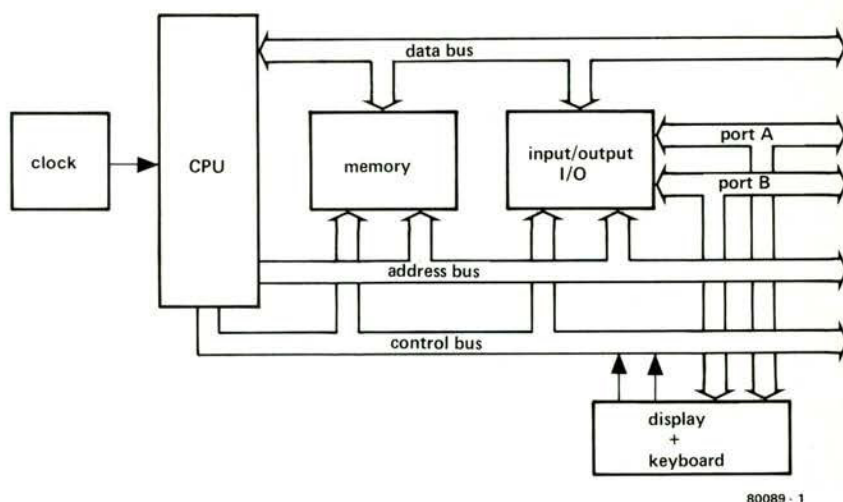 data bus
clock
CPU
memory
input/output
I/O
port A
port B
address bus
control bus
display
+
keyboard
80089 - 1